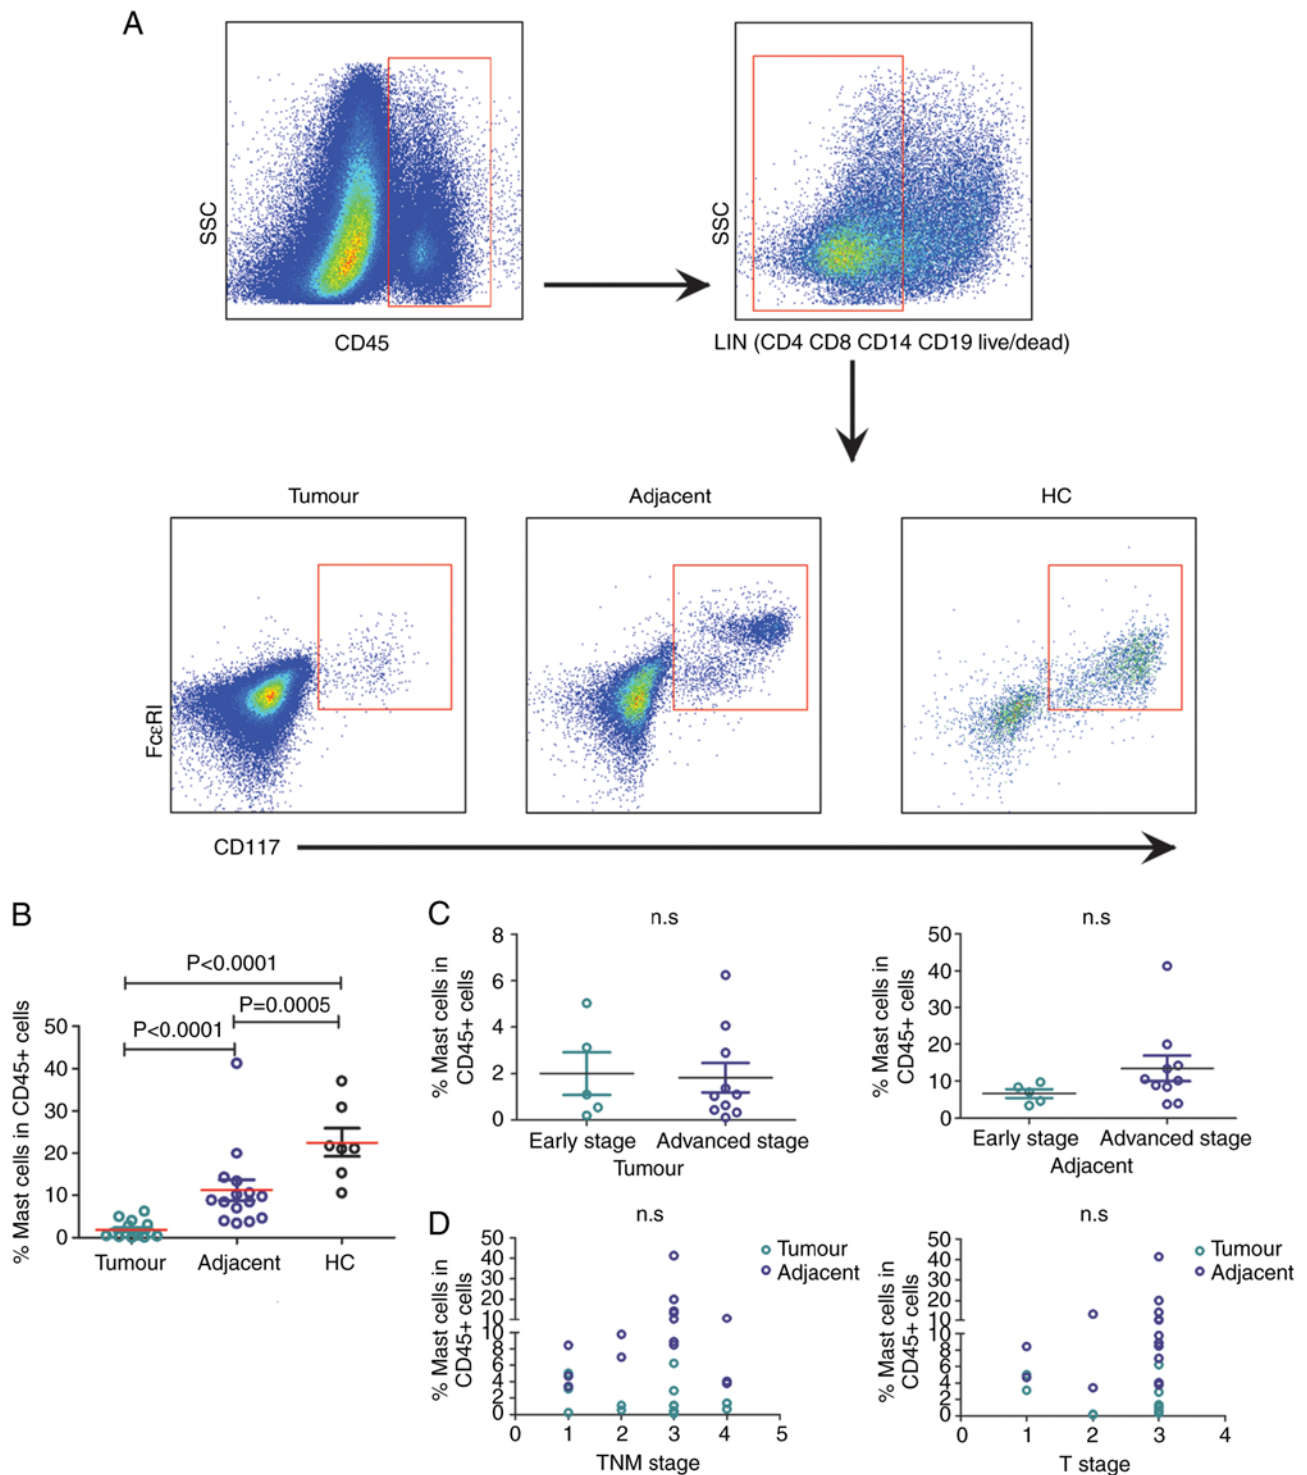 A
SSC
CD45
SSC
LIN (CD4 CD8 CD14 CD19 live/dead)
Tumour
Adjacent
HC
FcεRI
CD117
B
P<0.0001
P=0.0005
P<0.0001
% Mast cells in CD45+ cells
50
40
30
20
10
0
Tumour
Adjacent
HC
C
n.s
% Mast cells in
CD45+ cells
8
6
4
2
0
Early stage
Advanced stage
Tumour
n.s
% Mast cells in
CD45+ cells
50
40
30
20
10
0
Early stage
Advanced stage
Adjacent
D
n.s
% Mast cells in
CD45+ cells
50
40
30
20
10
10
8
6
4
2
0
0 1 2 3 4 5
TNM stage
Tumour
Adjacent
n.s
% Mast cells in
CD45+ cells
50
40
30
20
10
10
8
6
4
2
0
0 1 2 3 4
T stage
Tumour
Adjacent